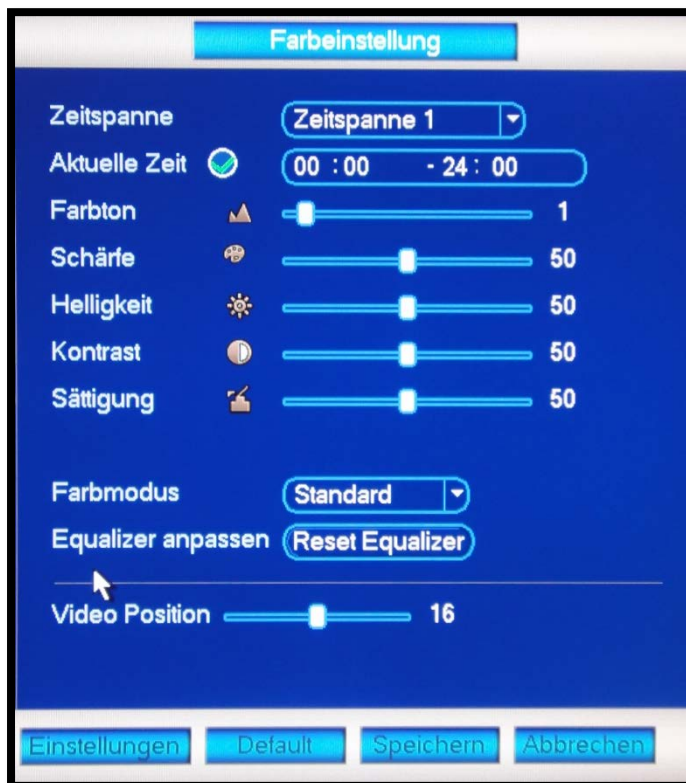 Farbeinstellung
Zeitspanne Zeitspanne 1
Aktuelle Zeit 00 : 00 - 24 : 00
Farbton 1
Schärfe 50
Helligkeit 50
Kontrast 50
Sättigung 50
Farbmodus Standard
Equalizer anpassen Reset Equalizer
Video Position 16
Einstellungen Default Speichern Abbrechen